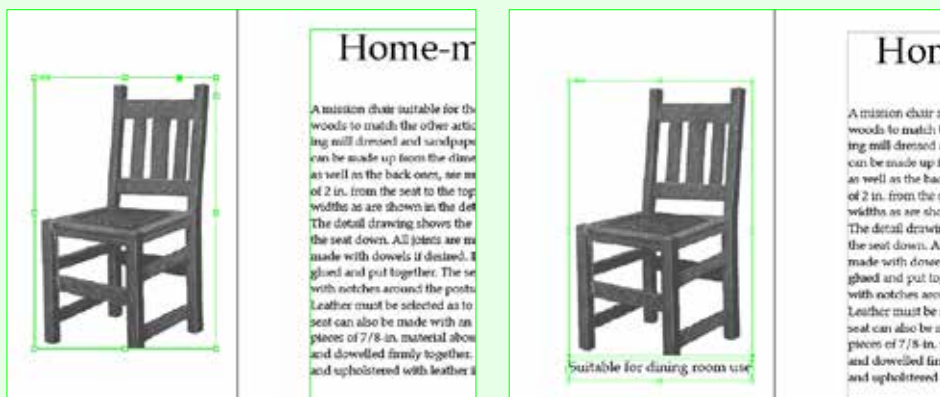 Home-m
A mission chair suitable for the
woods to match the other artic
ing mill dressed and sandpape
can be made up from the dime
as well as the back ones, see
of 2 in. from the seat to the top
widths as are shown in the det
The detail drawing shows the
the seat down. All joints are m
made with dowels if desired.
glued and put together. The se
with notches around the posts
Leather must be selected as to
seat can also be made with an
pieces of 7/8-in. material abov
and dowelled firmly together.
and upholstered with leather
Suitable for dining room use
Hom
A mission chair
woods to match
ing mill dressed
can be made up
as well as the bac
of 2 in. from the
widths as are sho
The detail drawin
the seat down. A
made with dowe
glued and put to
with notches arou
Leather must be
seat can also be
pieces of 7/8-in.
and dowelled fir
and upholstered